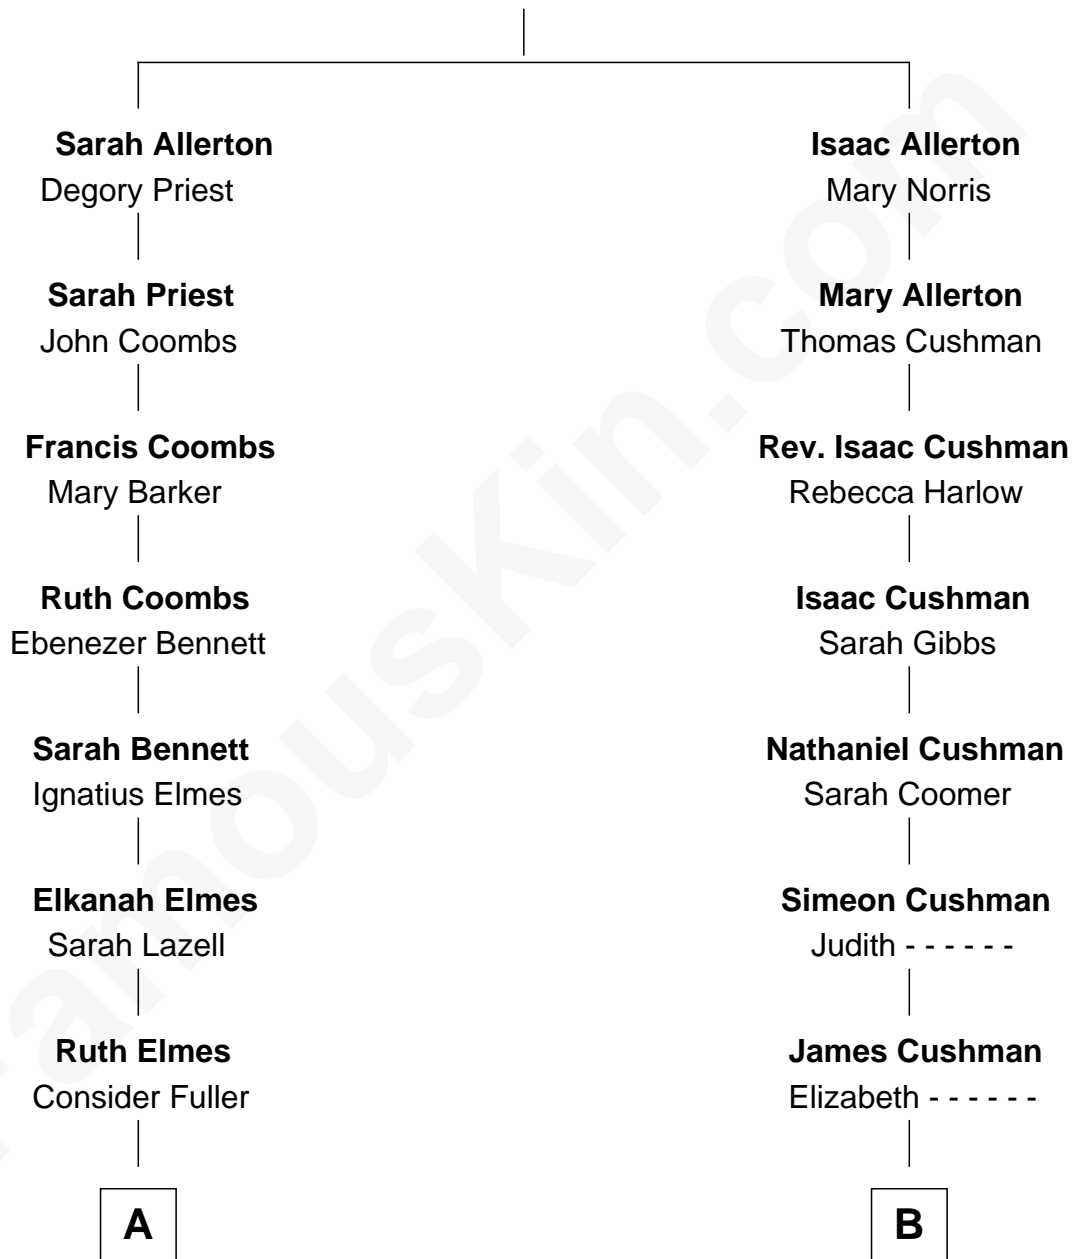 Sarah Allerton
Degory Priest
Sarah Priest
John Coombs
Francis Coombs
Mary Barker
Ruth Coombs
Ebenezer Bennett
Sarah Bennett
Ignatius Elmes
Elkanah Elmes
Sarah Lazell
Ruth Elmes
Consider Fuller
A
Isaac Allerton
Mary Norris
Mary Allerton
Thomas Cushman
Rev. Isaac Cushman
Rebecca Harlow
Isaac Cushman
Sarah Gibbs
Nathaniel Cushman
Sarah Coomer
Simeon Cushman
Judith - - - - - -
James Cushman
Elizabeth - - - - - -
B
FamousKin.com